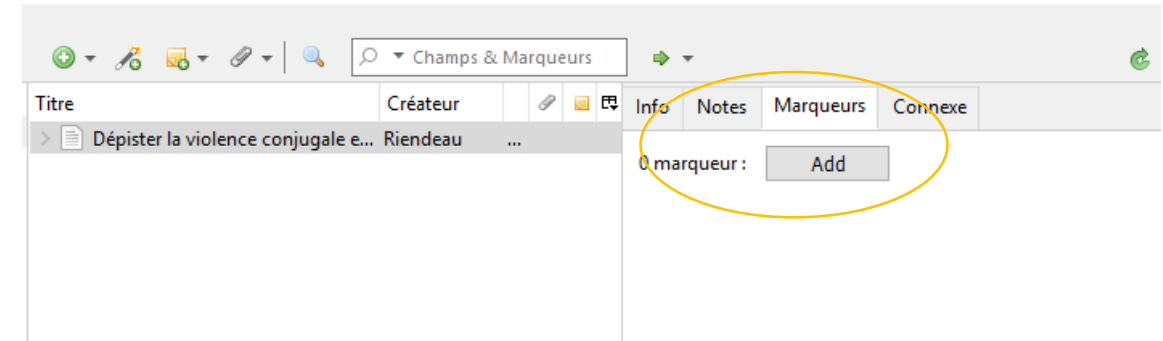 Champs & Marqueurs
Titre Créateur Info Notes Marqueurs Connexe
Dépister la violence conjugale e... Riendeau ...
0 marqueur : Add